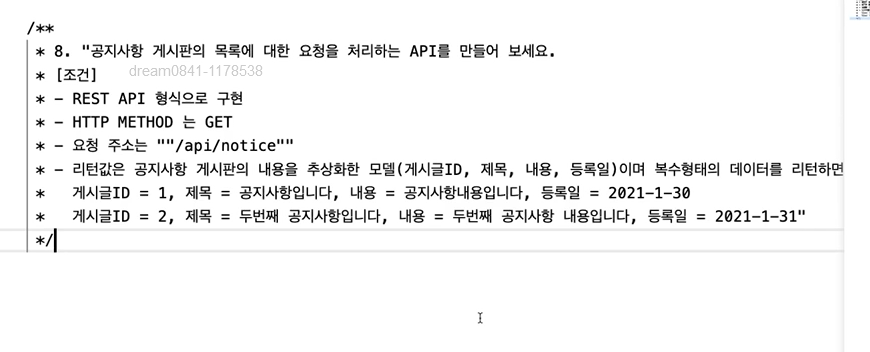 /**
* 8. "공지사항 게시판의 목록에 대한 요청을 처리하는 API를 만들어 보세요.
* [조건]
dream0841-1178538
* - REST API 형식으로 구현
* - HTTP METHOD 는 GET
* - 요청 주소는 ""/api/notice""
* - 리턴값은 공지사항 게시판의 내용을 추상화한 모델(게시글ID, 제목, 내용, 등록일)이며 복수형태의 데이터를 리턴하면
* 게시글ID = 1, 제목 = 공지사항입니다, 내용 = 공지사항내용입니다, 등록일 = 2021-1-30
* 게시글ID = 2, 제목 = 두번째 공지사항입니다, 내용 = 두번째 공지사항 내용입니다, 등록일 = 2021-1-31"
*/